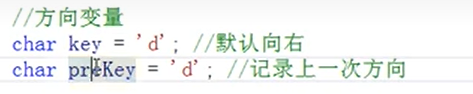 //方向变量
char key = 'd'; //默认向右
char preKey = 'd'; //记录上一次方向